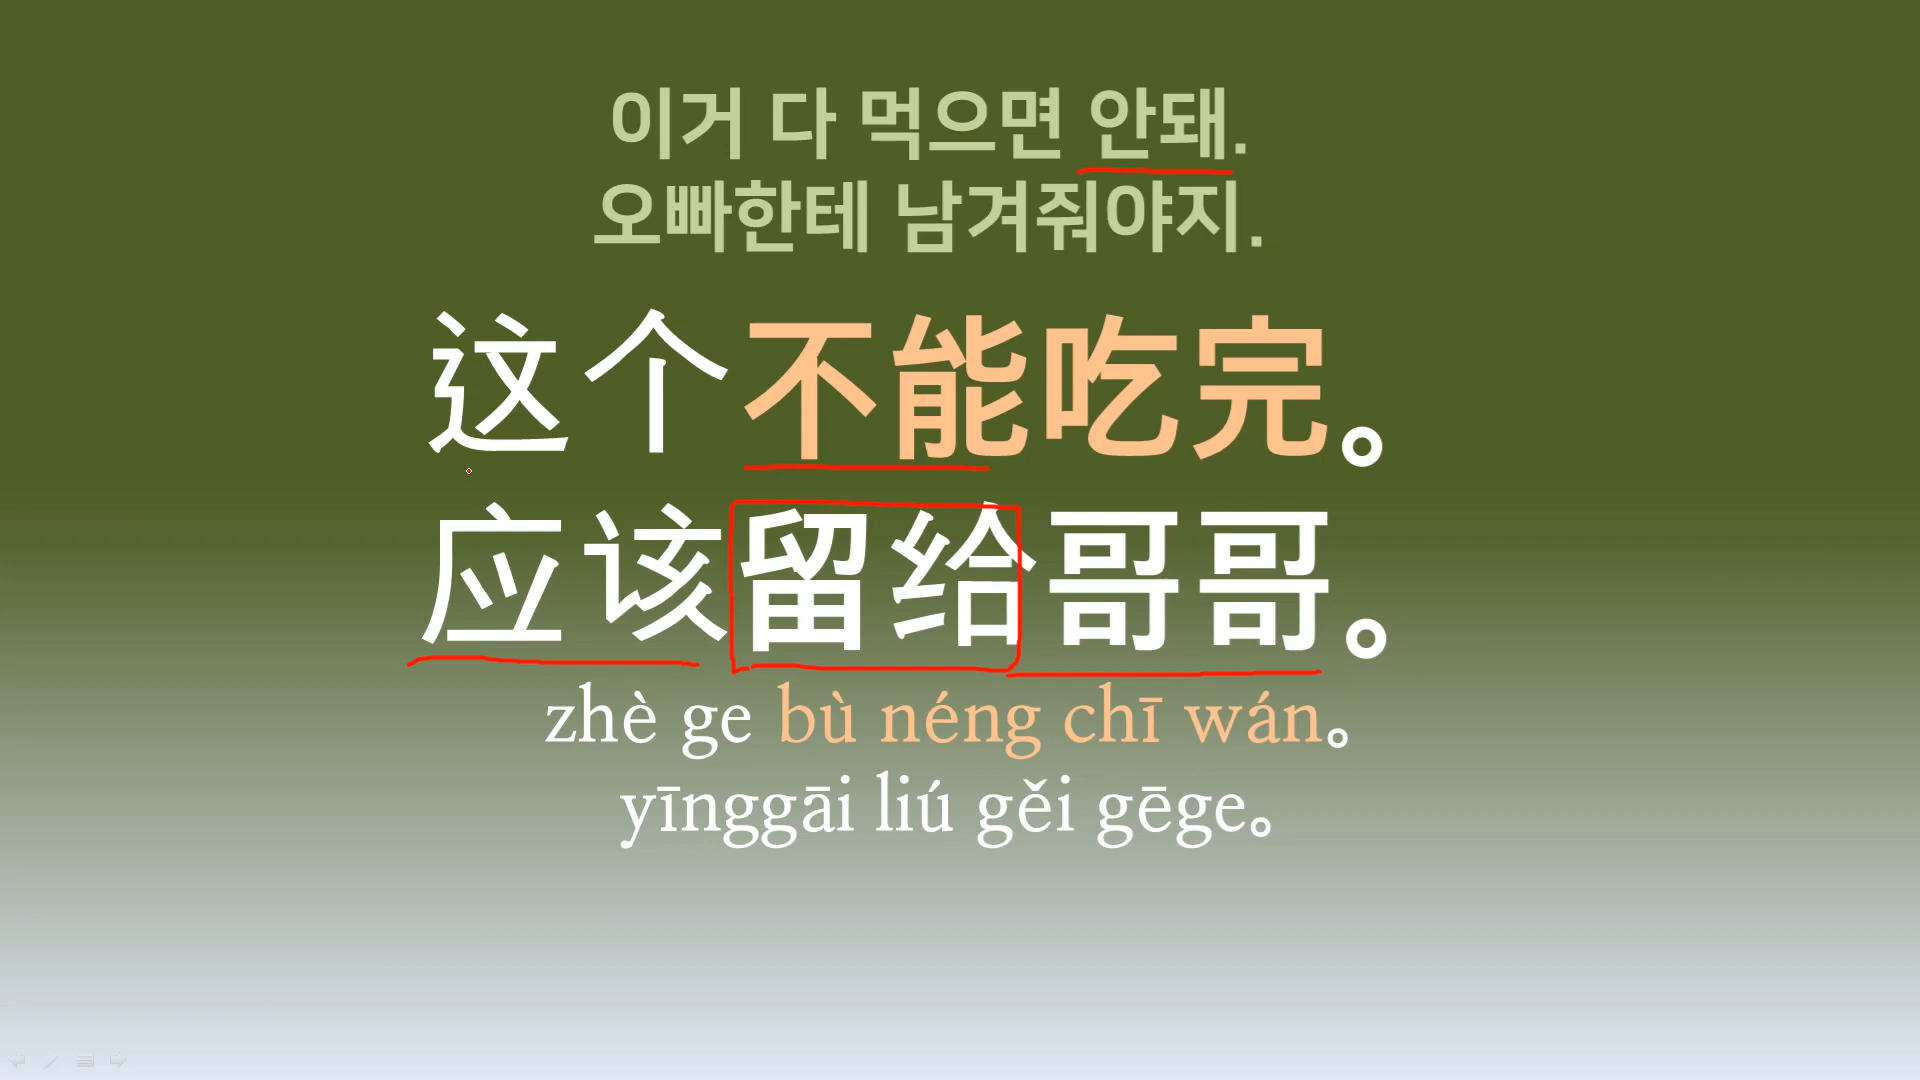 이거 다 먹으면 안돼.
오빠한테 남겨줘야지.
这个不能吃完。
应该留给哥哥。
zhè ge bù néng chī wán。
yīnggāi liú gěi gēge。